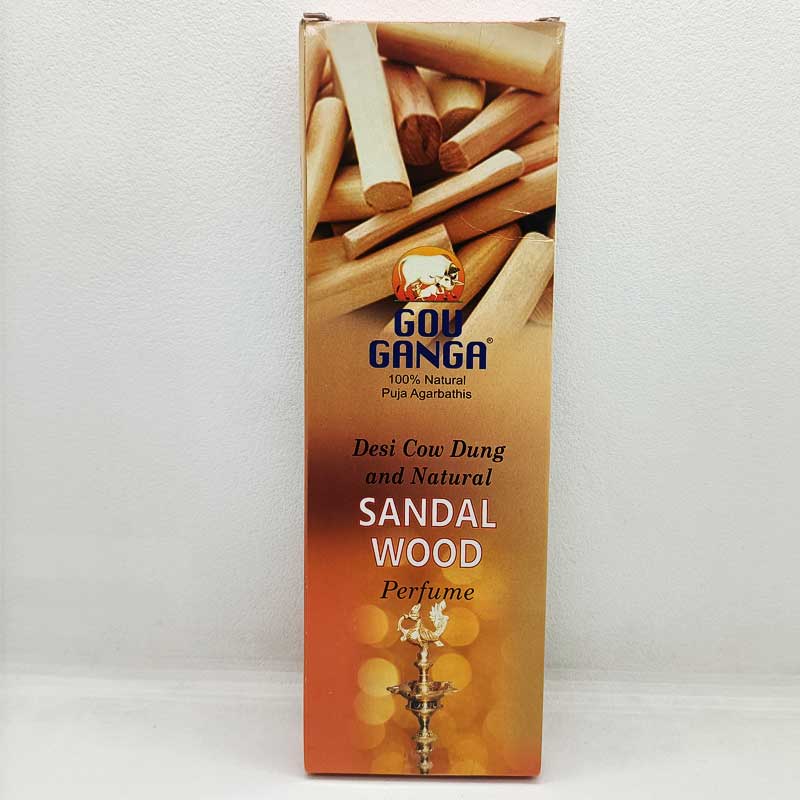 GOU
GANGA®
100% Natural
Puja Agarbathis
Desi Cow Dung
and Natural
SANDAL
WOOD
Perfume